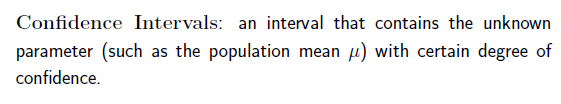 Confidence Intervals: an interval that contains the unknown
parameter (such as the population mean μ) with certain degree of
confidence.